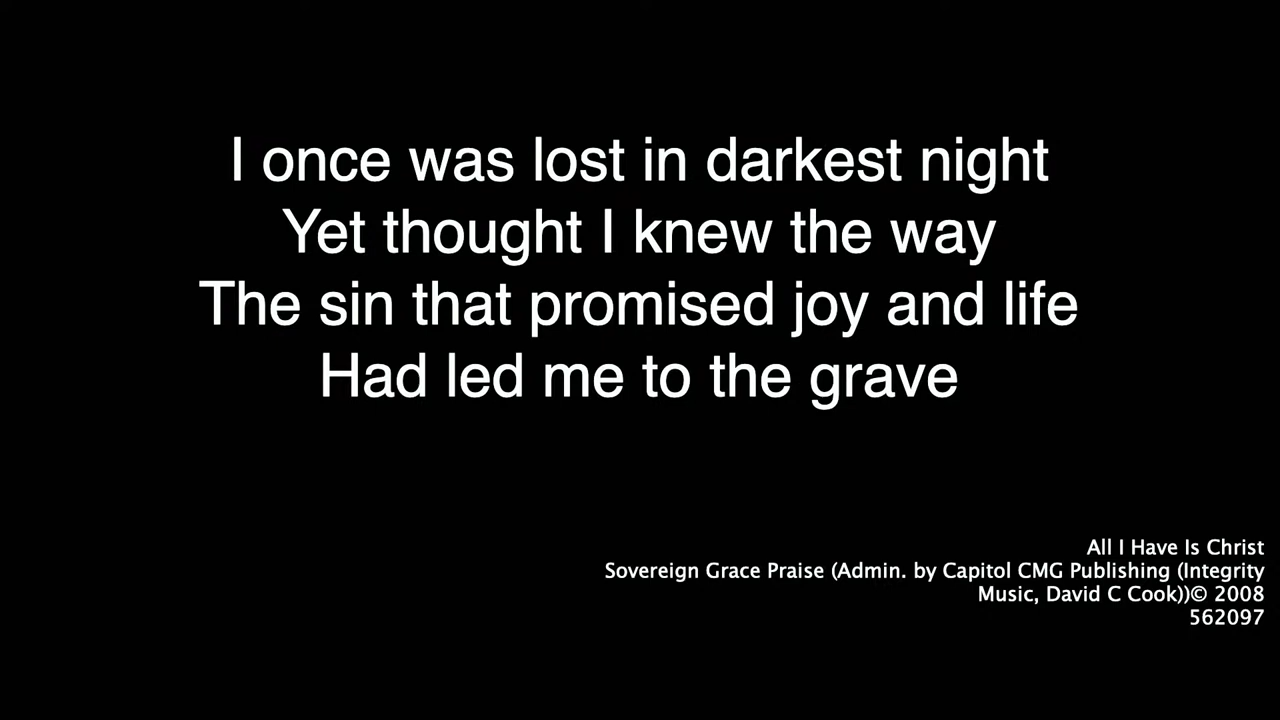 I once was lost in darkest night
Yet thought I knew the way
The sin that promised joy and life
Had led me to the grave
All I Have Is Christ
Sovereign Grace Praise (Admin. by Capitol CMG Publishing (Integrity
Music, David C Cook))© 2008
562097